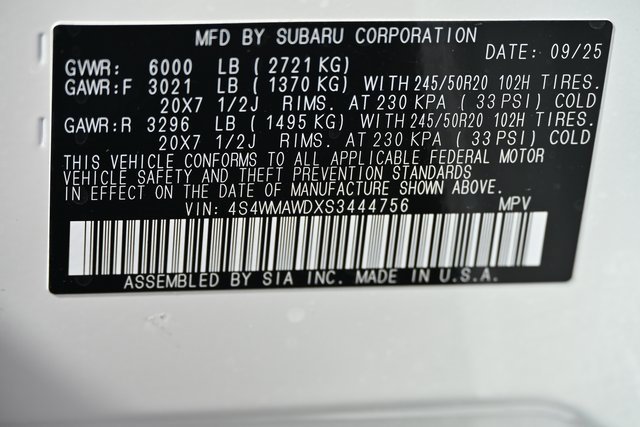 MFD BY SUBARU CORPORATION DATE: 09/25
GVWR: 6000 LB (2721 KG)
GAWR:F 3021 LB (1370 KG) WITH 245/50R20 102H TIRES.
20X7 1/2J RIMS. AT 230 KPA (33 PSI) COLD
GAWR:R 3296 LB (1495 KG) WITH 245/50R20 102H TIRES.
20X7 1/2J RIMS. AT 230 KPA (33 PSI) COLD
THIS VEHICLE CONFORMS TO ALL APPLICABLE FEDERAL MOTOR
VEHICLE SAFETY AND THEFT PREVENTION STANDARDS
IN EFFECT ON THE DATE OF MANUFACTURE SHOWN ABOVE.
VIN: 4S4WMAWDXS3444756 MPV
ASSEMBLED BY SIA INC. MADE IN U.S.A.